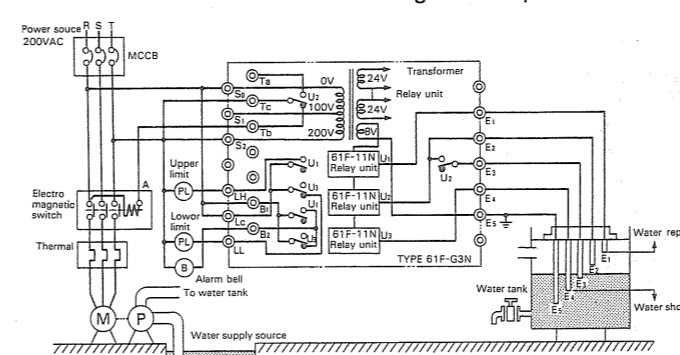 R S T
Power souce
200VAC
MCCB
Ta
S0
Tc
S1
Tb
S2
U2
0V
100V
200V
24V
24V
8V
Transformer
Relay unit
61F-11N
Relay unit
U1
61F-11N
Relay unit
U2
61F-11N
Relay unit
U3
U2
E1
E2
E3
E4
E5
A
Upper
limit
PL
LH
B1
Lc
B2
LL
U1
U3
U1
Electro
magnetic
switch
Lowor
limit
PL
Thermal
B
Alarm bell
To water tank
TYPE 61F-G3N
M
P
Water supply source
Water tank
E1
E2
E3
E4
E5
Water rep
Water sho